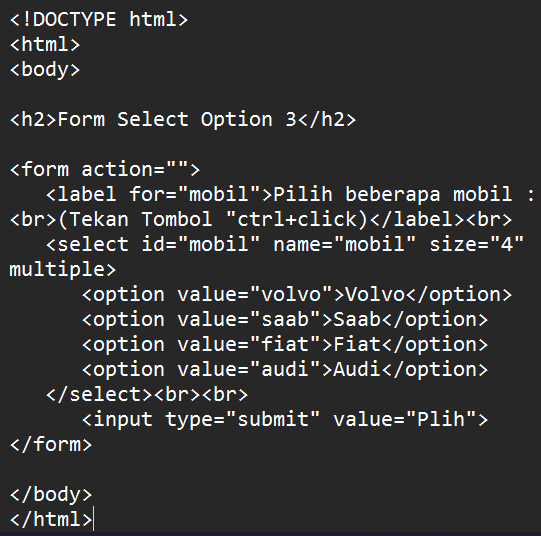 <!DOCTYPE html>
<html>
<body>
<h2>Form Select Option 3</h2>
<form action="">
<label for="mobil">Pilih beberapa mobil :
<br>(Tekan Tombol "ctrl+click)</label><br>
<select id="mobil" name="mobil" size="4"
multiple>
<option value="volvo">Volvo</option>
<option value="saab">Saab</option>
<option value="fiat">Fiat</option>
<option value="audi">Audi</option>
</select><br><br>
<input type="submit" value="Plih">
</form>
</body>
</html>